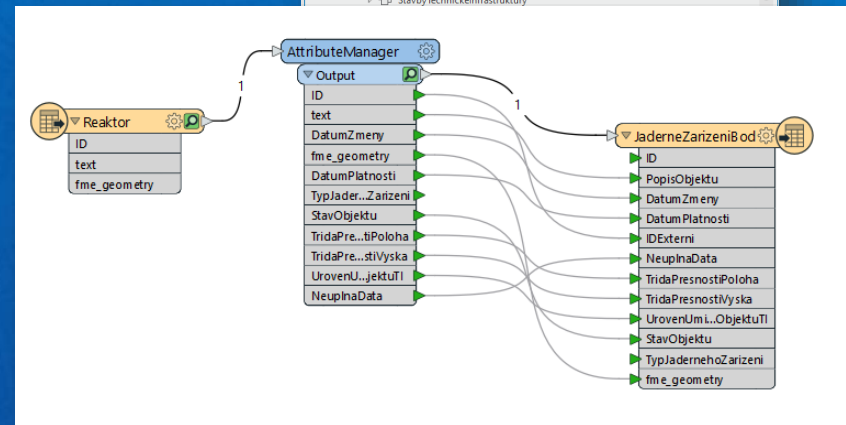 StavbyTechnickeInfrastruktury
Reaktor
ID
text
fme_geometry
1
AttributeManager
Output
ID
text
DatumZmeny
fme_geometry
DatumPlatnosti
TypJader...Zarizeni
StavObjektu
TridaPre...tiPoloha
TridaPre...stiVyska
UrovenU...jektuTI
NeuplnaData
1
JaderneZarizeniBod
ID
PopisObjektu
DatumZmeny
DatumPlatnosti
IDExterni
NeuplnaData
TridaPresnostiPoloha
TridaPresnostiVyska
UrovenUmi...ObjektuTI
StavObjektu
TypJadernehoZarizeni
fme_geometry